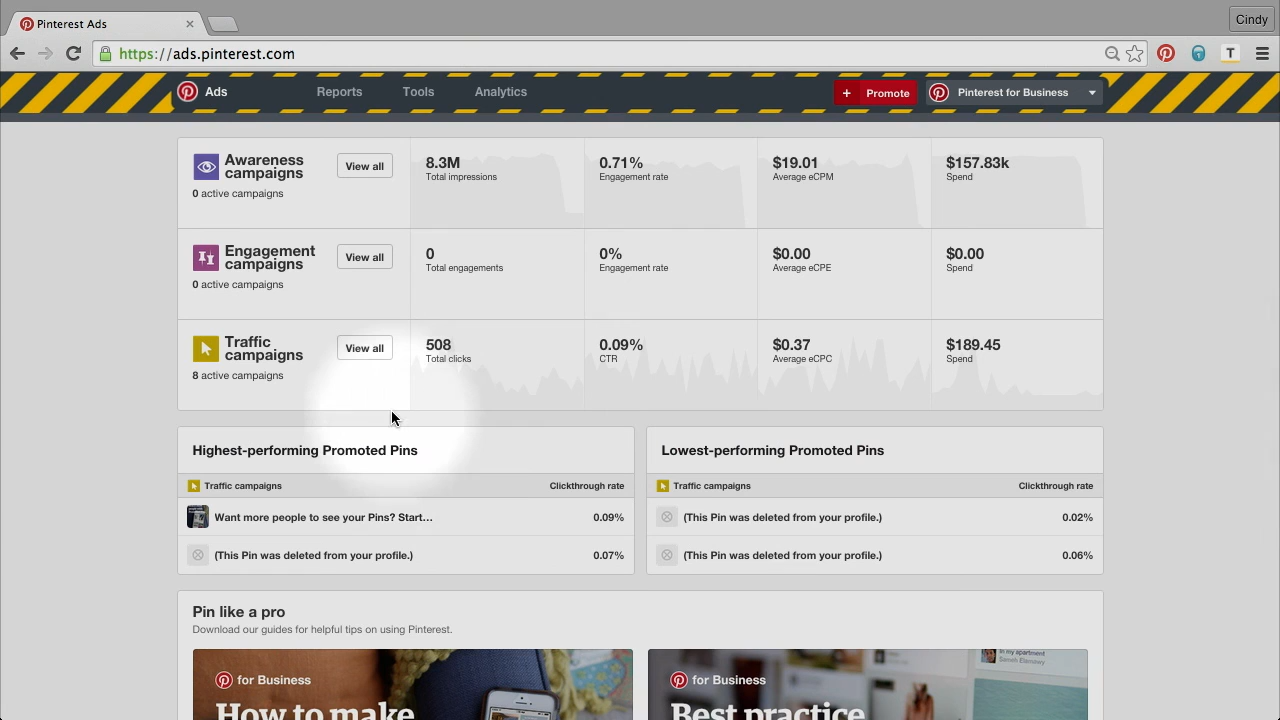 Pinterest Ads
Cindy
https://ads.pinterest.com
T
Ads
Reports
Tools
Analytics
+ Promote
Pinterest for Business
Awareness
campaigns
View all
0 active campaigns
8.3M
Total impressions
0.71%
Engagement rate
$19.01
Average eCPM
$157.83k
Spend
Engagement
campaigns
View all
0 active campaigns
0
Total engagements
0%
Engagement rate
$0.00
Average eCPE
$0.00
Spend
Traffic
campaigns
View all
8 active campaigns
508
Total clicks
0.09%
CTR
$0.37
Average eCPC
$189.45
Spend
Highest-performing Promoted Pins
Traffic campaigns Clickthrough rate
Want more people to see your Pins? Start... 0.09%
(This Pin was deleted from your profile.) 0.07%
Lowest-performing Promoted Pins
Traffic campaigns Clickthrough rate
(This Pin was deleted from your profile.) 0.02%
(This Pin was deleted from your profile.) 0.06%
Pin like a pro
Download our guides for helpful tips on using Pinterest.
for Business
How to make
for Business
Best practice
In my apartment